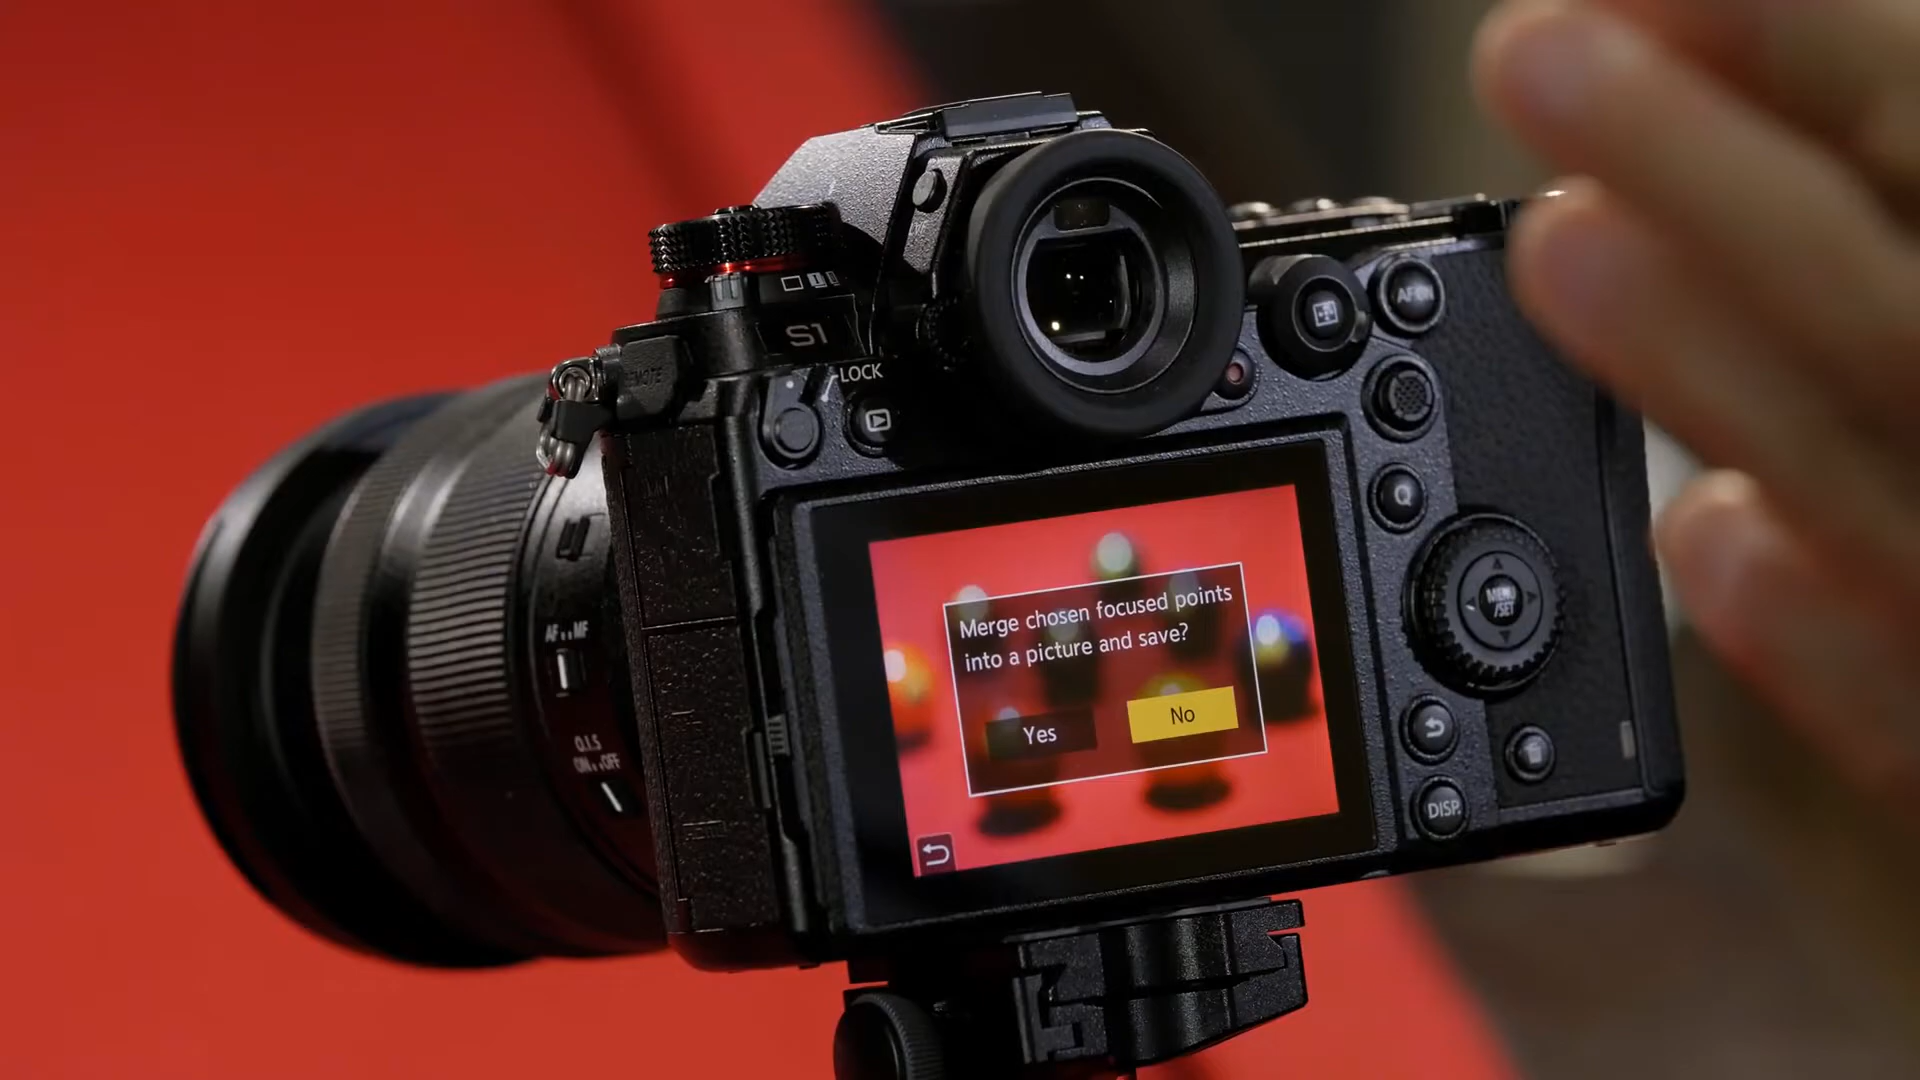 S1
LOCK
AF ON
Q
Merge chosen focused points
into a picture and save?
Yes
No
MENU
/SET
DISP.
AF MF
O.I.S
ON OFF
REMOTE